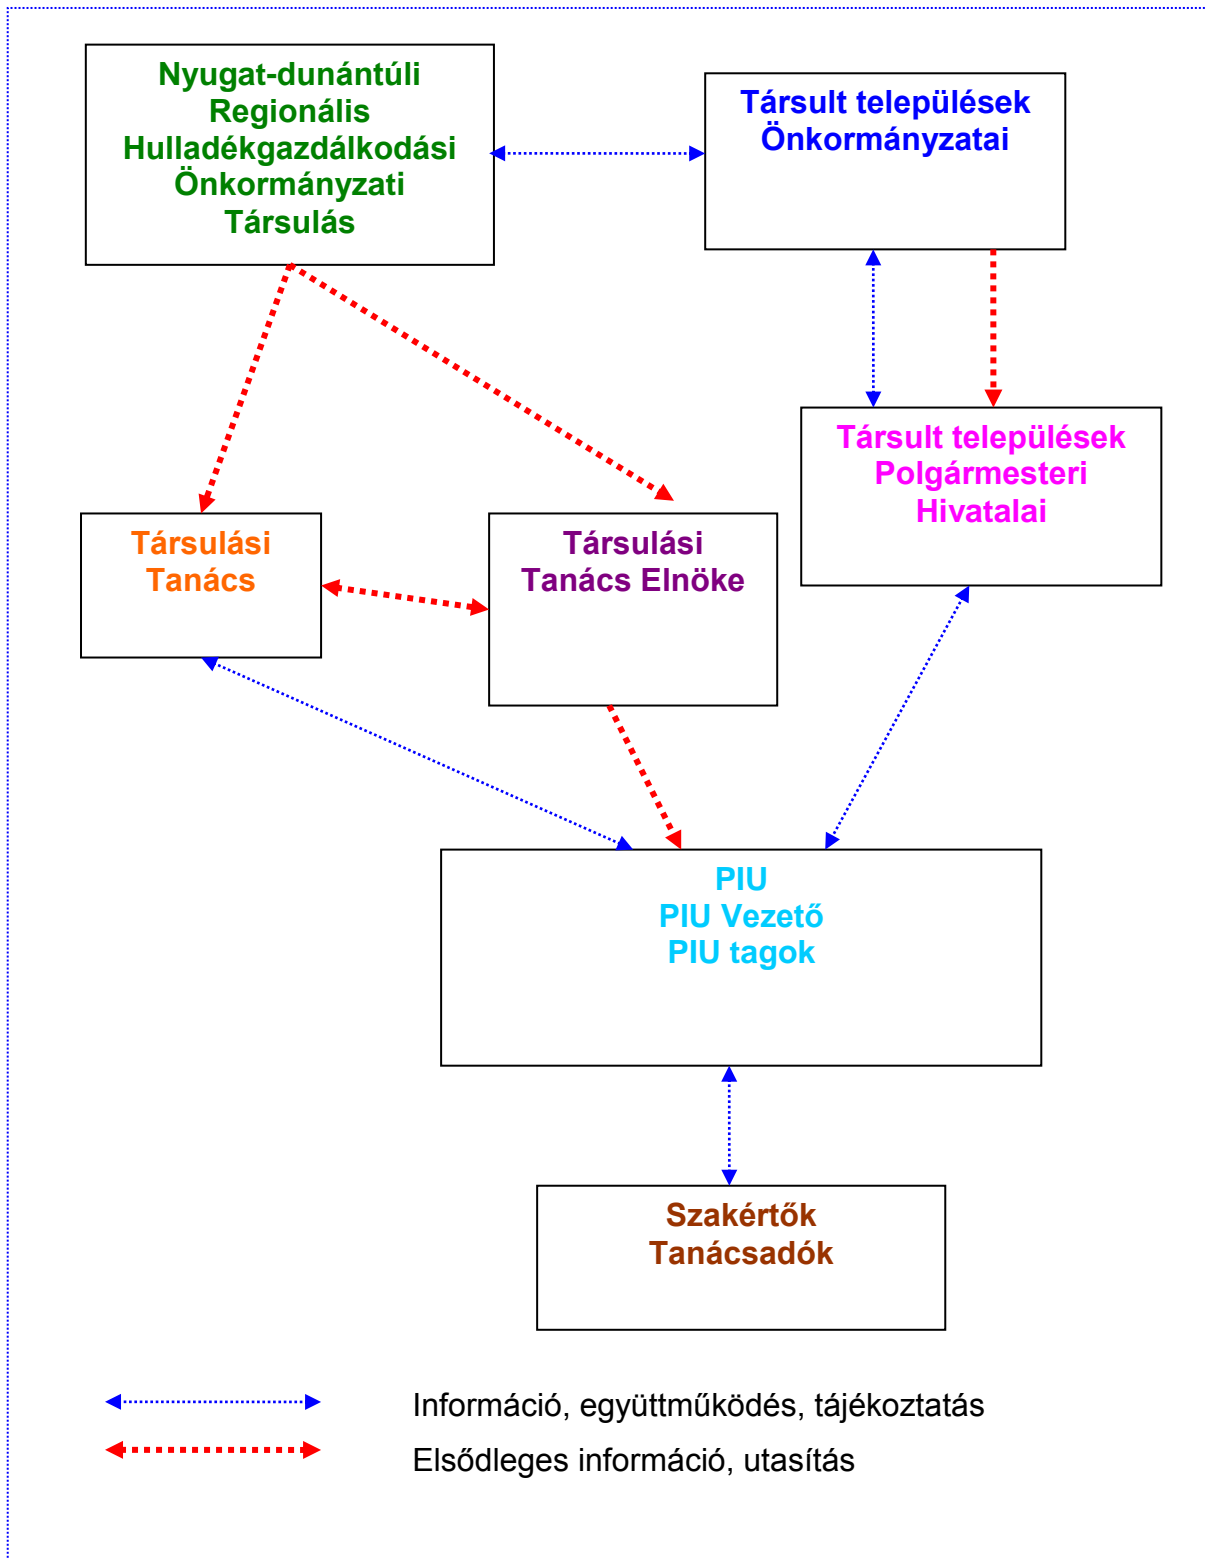 Nyugat-dunántúli
Regionális
Hulladékgazdálkodási
Önkormányzati
Társulás
Társult települések
Önkormányzatai
Társult települések
Polgármesteri
Hivatalai
Társulási
Tanács
Társulási
Tanács Elnöke
PIU
PIU Vezető
PIU tagok
Szakértők
Tanácsadók
Információ, együttműködés, tájékoztatás
Elsődleges információ, utasítás